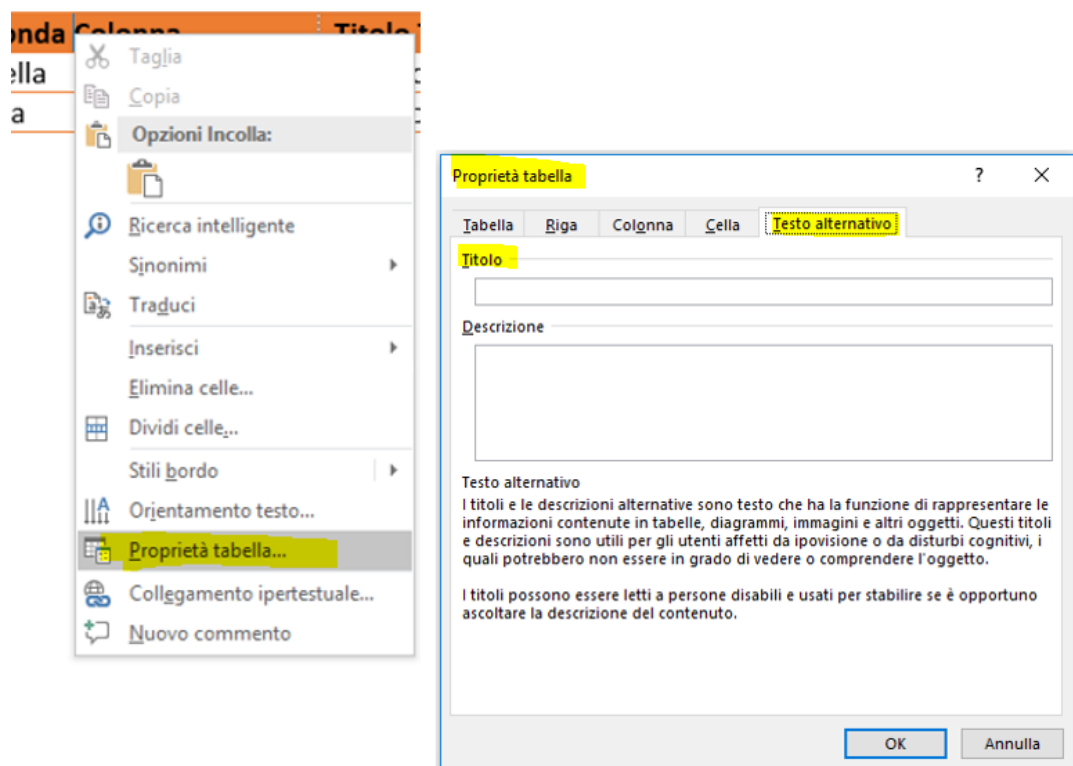 onda Colonna Titolo
ella
a
Taglia
Copia
Opzioni Incolla:
Ricerca intelligente
Sinonimi
Traduci
Inserisci
Elimina celle...
Dividi celle...
Stili bordo
Orientamento testo...
Proprietà tabella...
Collegamento ipertestuale...
Nuovo commento
Proprietà tabella
?
Tabella Riga Colonna Cella Testo alternativo
Titolo
Descrizione
Testo alternativo
I titoli e le descrizioni alternative sono testo che ha la funzione di rappresentare le
informazioni contenute in tabelle, diagrammi, immagini e altri oggetti. Questi titoli
e descrizioni sono utili per gli utenti affetti da ipovisione o da disturbi cognitivi, i
quali potrebbero non essere in grado di vedere o comprendere l'oggetto.
I titoli possono essere letti a persone disabili e usati per stabilire se è opportuno
ascoltare la descrizione del contenuto.
OK Annulla